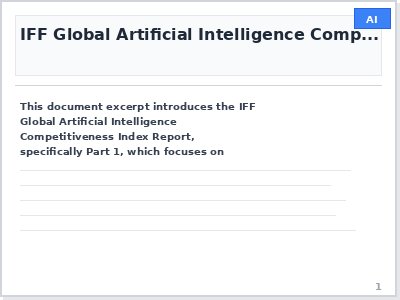 AI
IFF Global Artificial Intelligence Comp...
This document excerpt introduces the IFF
Global Artificial Intelligence
Competitiveness Index Report,
specifically Part 1, which focuses on
1